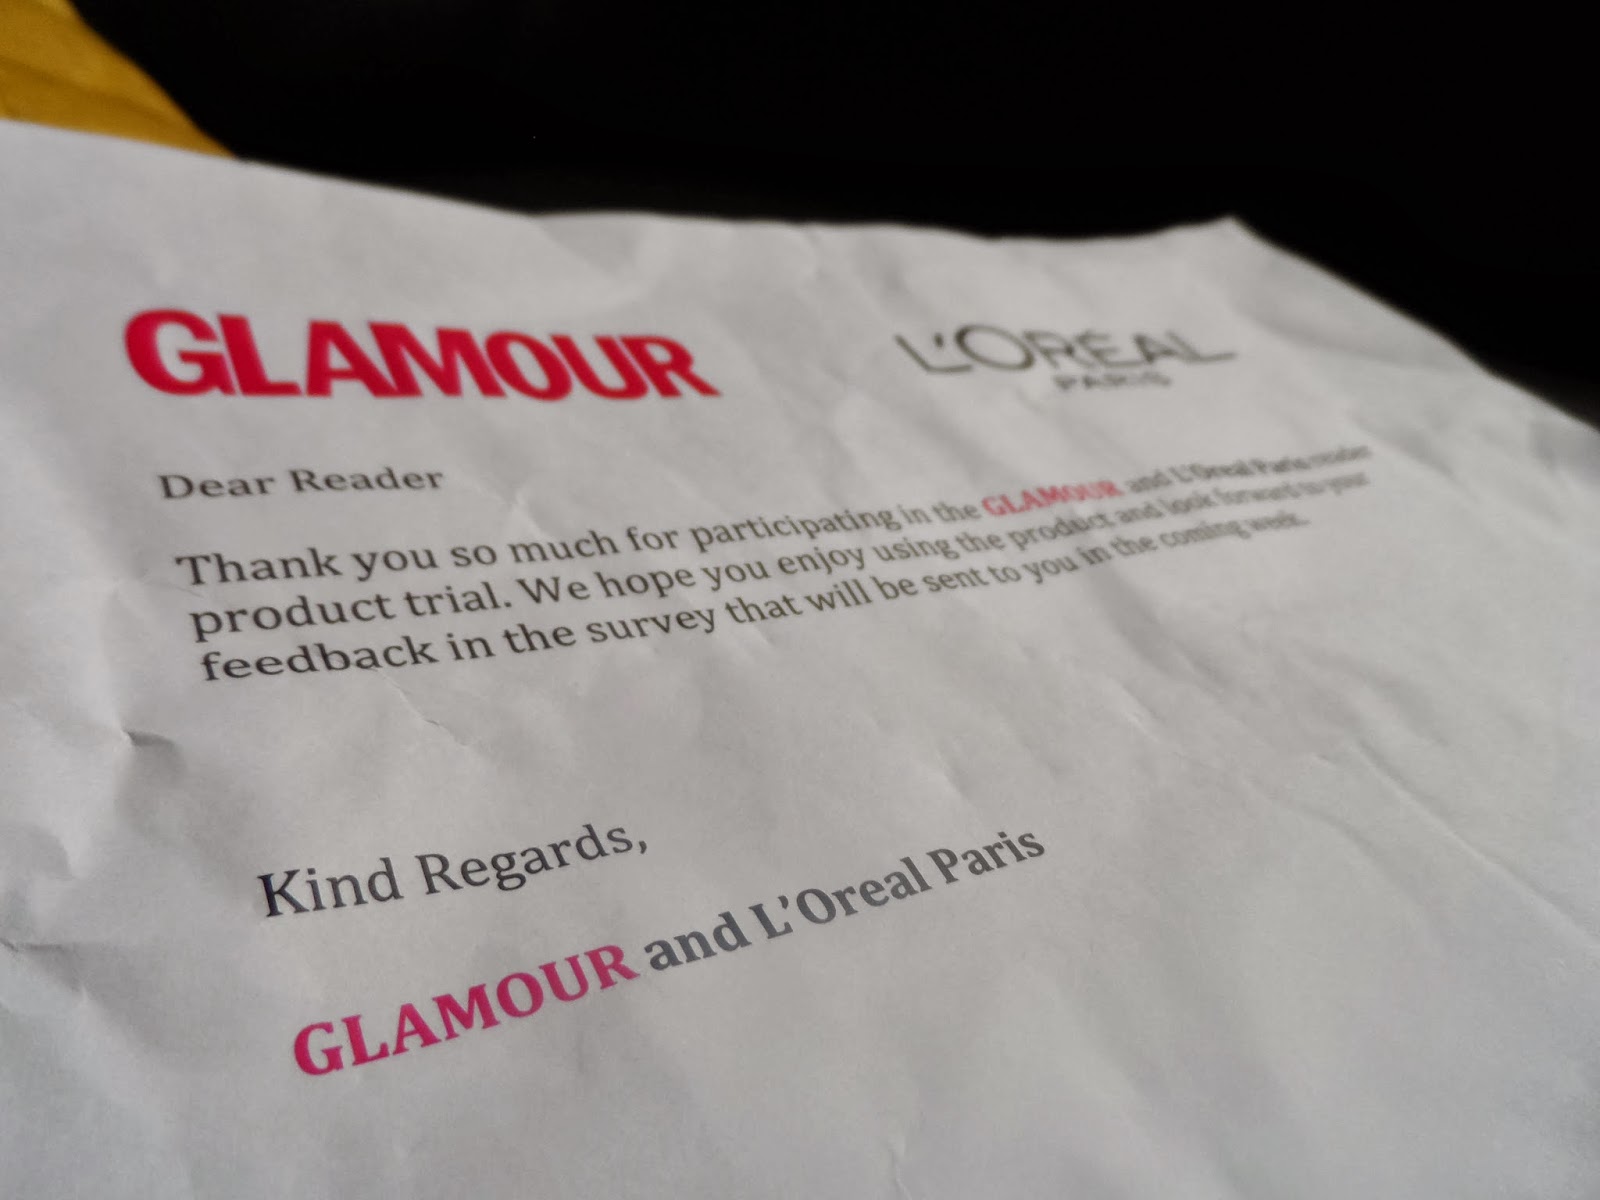 GLAMOUR
L'ORÉAL
PARIS
Dear Reader
Thank you so much for participating in the GLAMOUR and L'Oreal Paris reader
product trial. We hope you enjoy using the product and look forward to your
feedback in the survey that will be sent to you in the coming week.
Kind Regards,
GLAMOUR and L'Oreal Paris